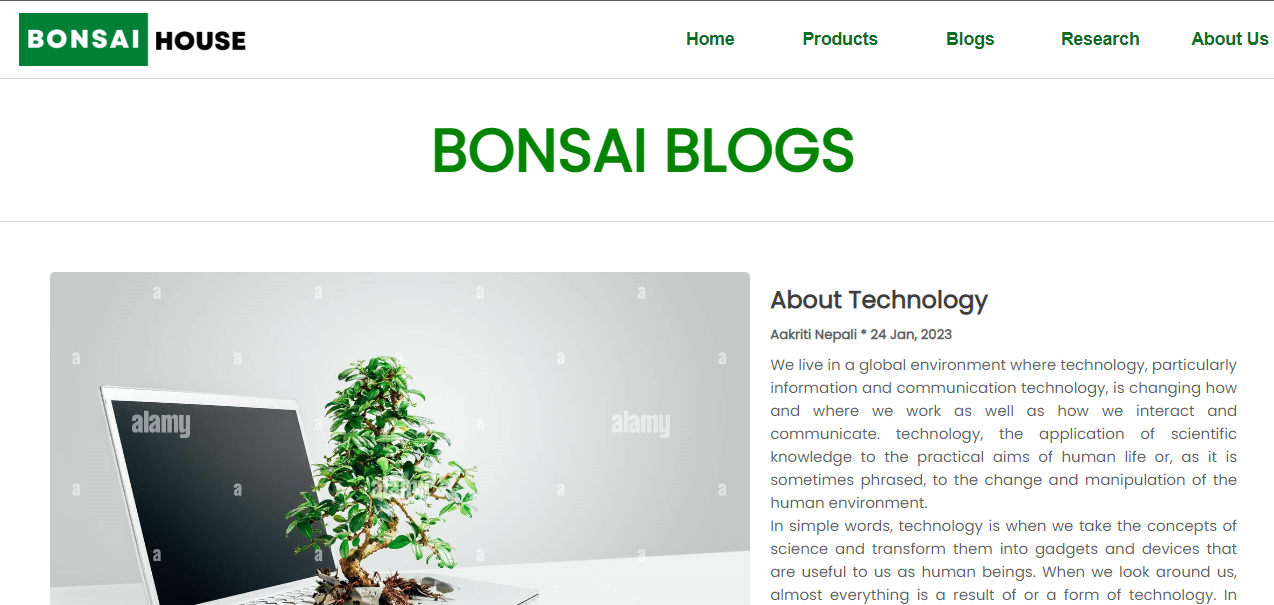 BONSAI HOUSE
Home Products Blogs Research About Us
BONSAI BLOGS
a a a a
a a a a a
alamy a a alamy
a a alamy a a
a a a a
About Technology
Aakriti Nepali * 24 Jan, 2023
We live in a global environment where technology, particularly
information and communication technology, is changing how
and where we work as well as how we interact and
communicate. technology, the application of scientific
knowledge to the practical aims of human life or, as it is
sometimes phrased, to the change and manipulation of the
human environment.
In simple words, technology is when we take the concepts of
science and transform them into gadgets and devices that
are useful to us as human beings. When we look around us,
almost everything is a result of or a form of technology. In